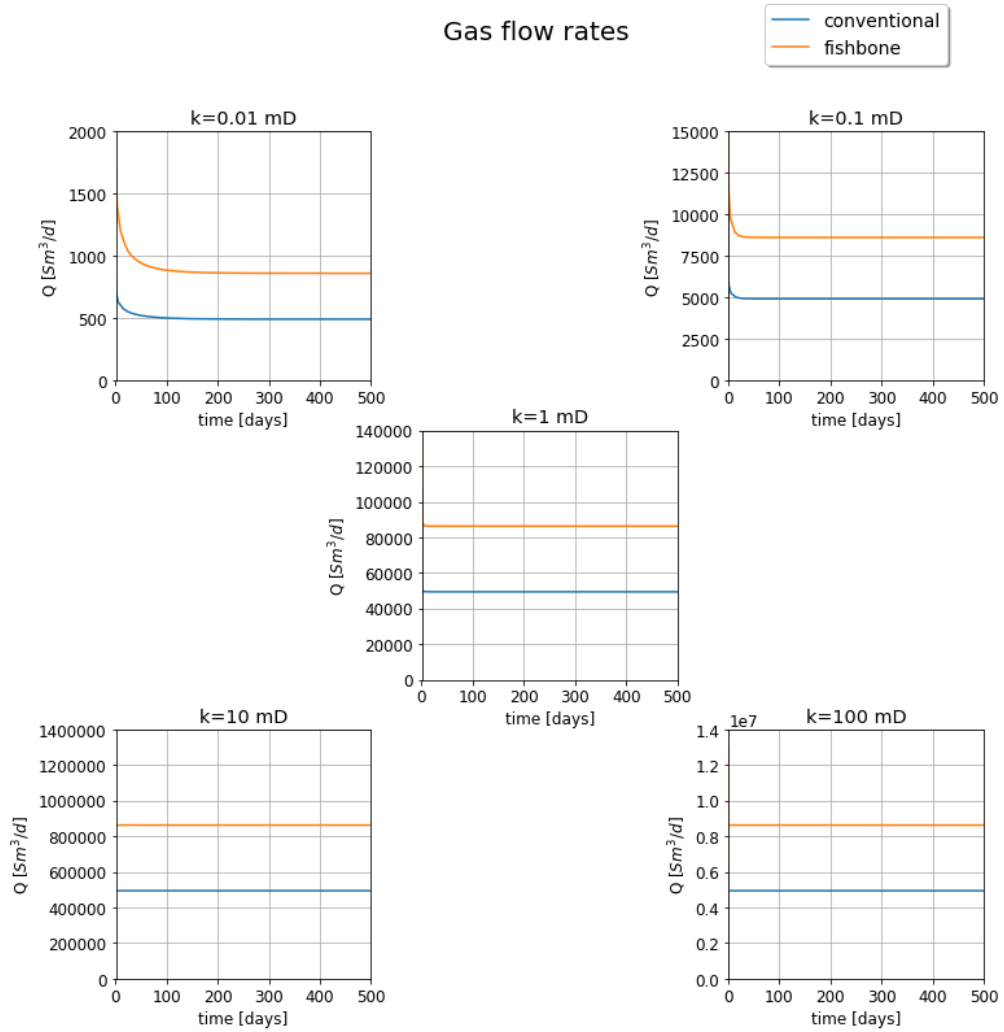 Gas flow rates
conventional
fishbone
k=0.01 mD
2000
1500
1000
500
0
Q [Sm³/d]
0 100 200 300 400 500
time [days]
k=0.1 mD
15000
12500
10000
7500
5000
2500
0
Q [Sm³/d]
0 100 200 300 400 500
time [days]
k=1 mD
140000
120000
100000
80000
60000
40000
20000
0
Q [Sm³/d]
0 100 200 300 400 500
time [days]
k=10 mD
1400000
1200000
1000000
800000
600000
400000
200000
0
Q [Sm³/d]
0 100 200 300 400 500
time [days]
k=100 mD
1e7
1.4
1.2
1.0
0.8
0.6
0.4
0.2
0.0
Q [Sm³/d]
0 100 200 300 400 500
time [days]